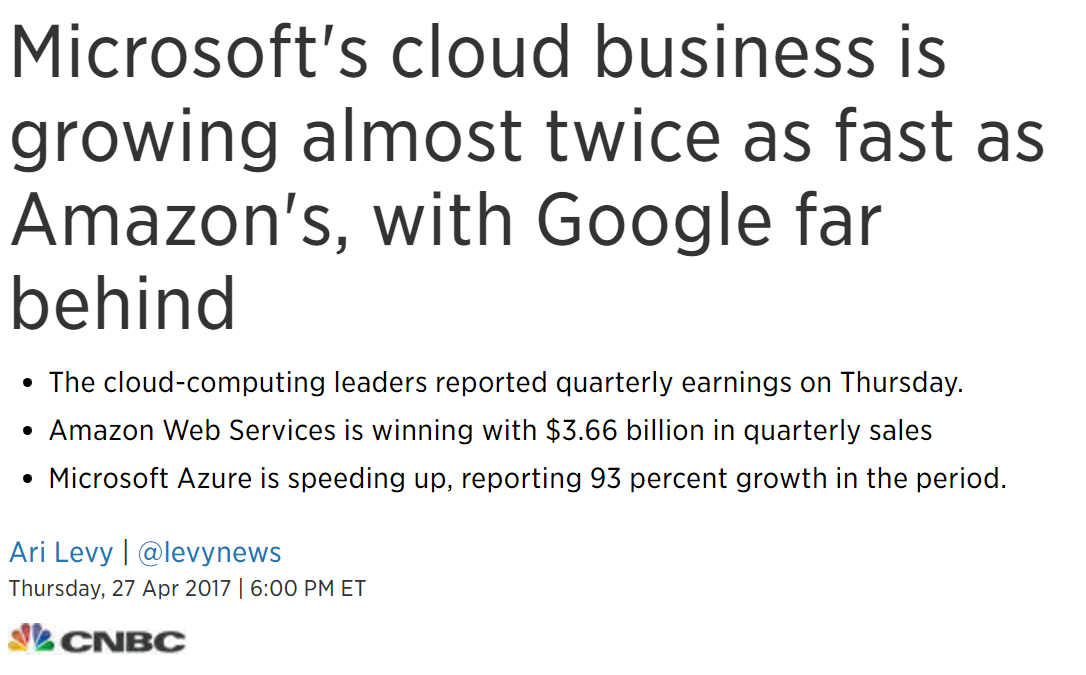 Microsoft's cloud business is
growing almost twice as fast as
Amazon's, with Google far
behind
• The cloud-computing leaders reported quarterly earnings on Thursday.
• Amazon Web Services is winning with $3.66 billion in quarterly sales
• Microsoft Azure is speeding up, reporting 93 percent growth in the period.
Ari Levy | @levynews
Thursday, 27 Apr 2017 | 6:00 PM ET
CNBC